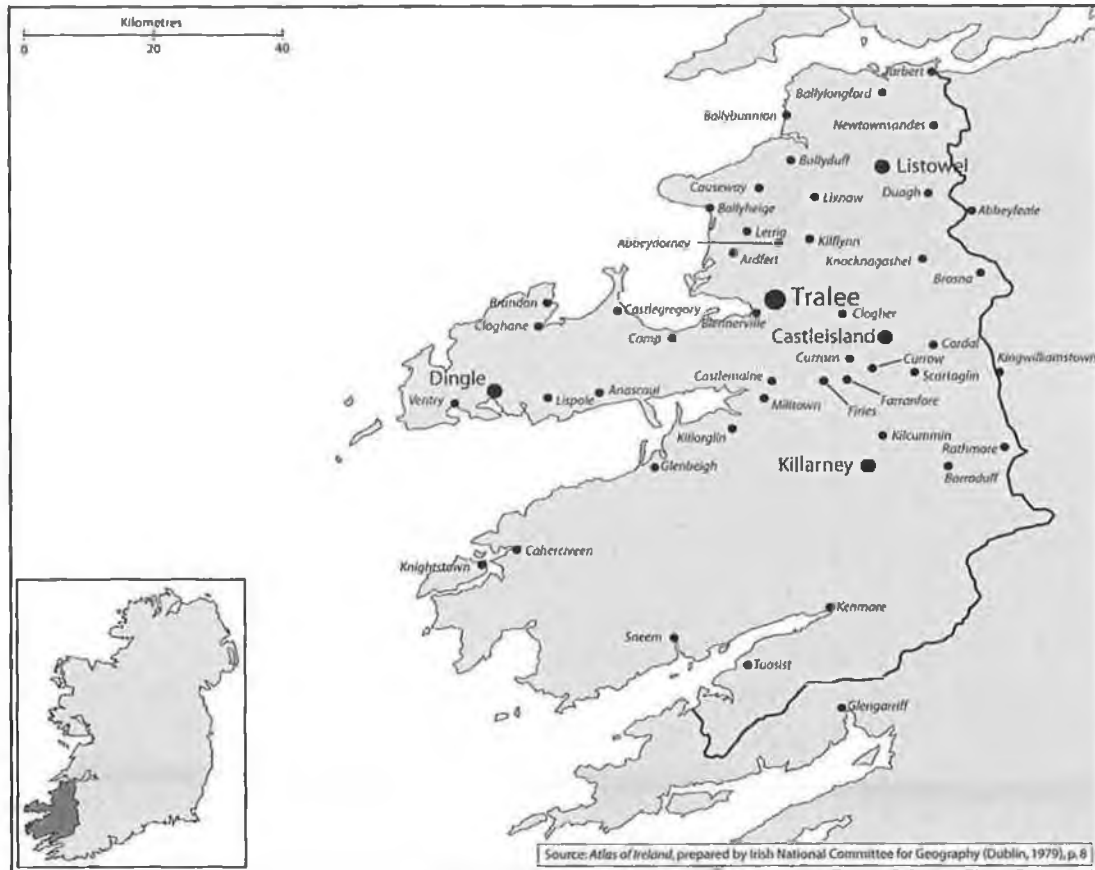 Kilometres
0 20 40
Tarbert
Ballylongford
Ballybunnion
Newtownsandes
Ballyduff
Listowel
Causeway
Lixnaw
Duagh
Ballyheige
Abbeyfeale
Lerrig
Abbeydorney
Kilflynn
Ardfert
Knocknagashel
Brosna
Brandon
Tralee
Castlegregory
Blennerville
Clogher
Cloghane
Castleisland
Camp
Cordal
Currans
Currow
Kingwilliamstown
Scartaglin
Dingle
Castlemaine
Anascaul
Lispole
Ventry
Milltown
Firies
Farranfore
Killorglin
Kilcummin
Rathmore
Glenbeigh
Killarney
Barraduff
Caherciveen
Knightstown
Kenmare
Sneem
Tuosist
Glengarriff
Source: Atlas of Ireland, prepared by Irish National Committee for Geography (Dublin, 1979), p. 8